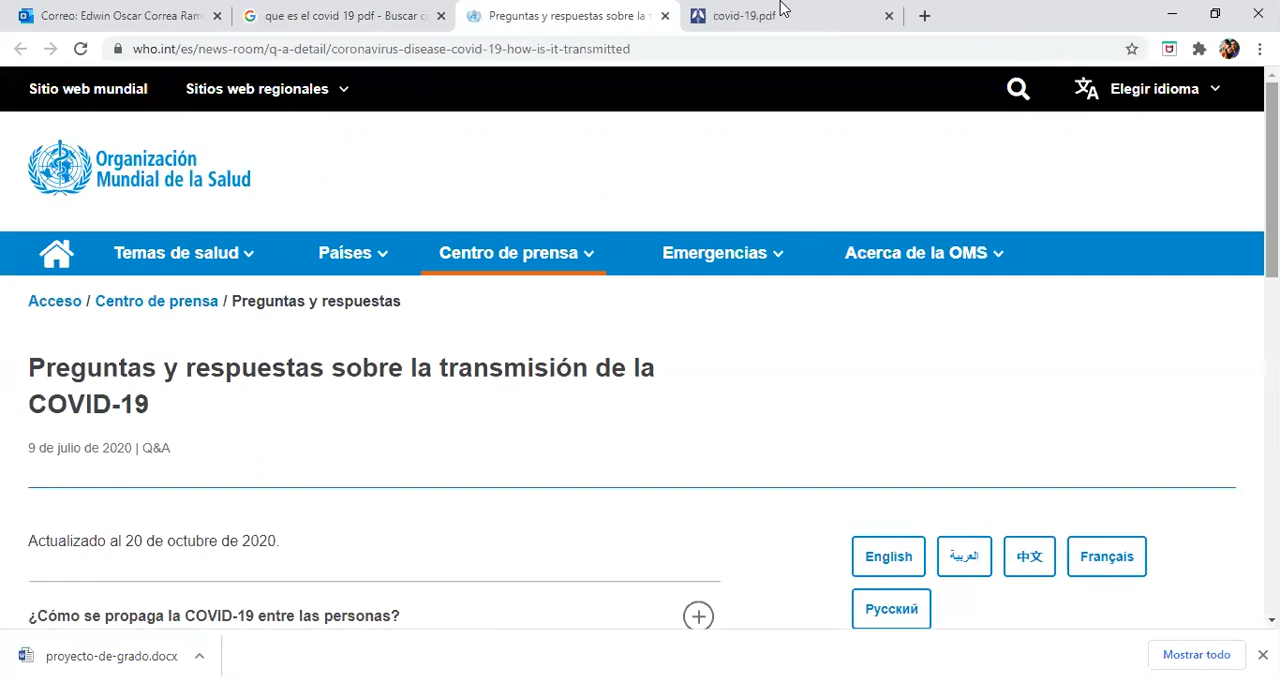 Correo: Edwin Oscar Correa Ram
que es el covid 19 pdf - Buscar co
Preguntas y respuestas sobre la t
covid-19.pdf
who.int/es/news-room/q-a-detail/coronavirus-disease-covid-19-how-is-it-transmitted
Sitio web mundial
Sitios web regionales
Elegir idioma
Organización
Mundial de la Salud
Temas de salud
Países
Centro de prensa
Emergencias
Acerca de la OMS
Acceso / Centro de prensa / Preguntas y respuestas
Preguntas y respuestas sobre la transmisión de la
COVID-19
9 de julio de 2020 | Q&A
Actualizado al 20 de octubre de 2020.
English
العربية
中文
Français
Русский
¿Cómo se propaga la COVID-19 entre las personas?
proyecto-de-grado.docx
Mostrar todo